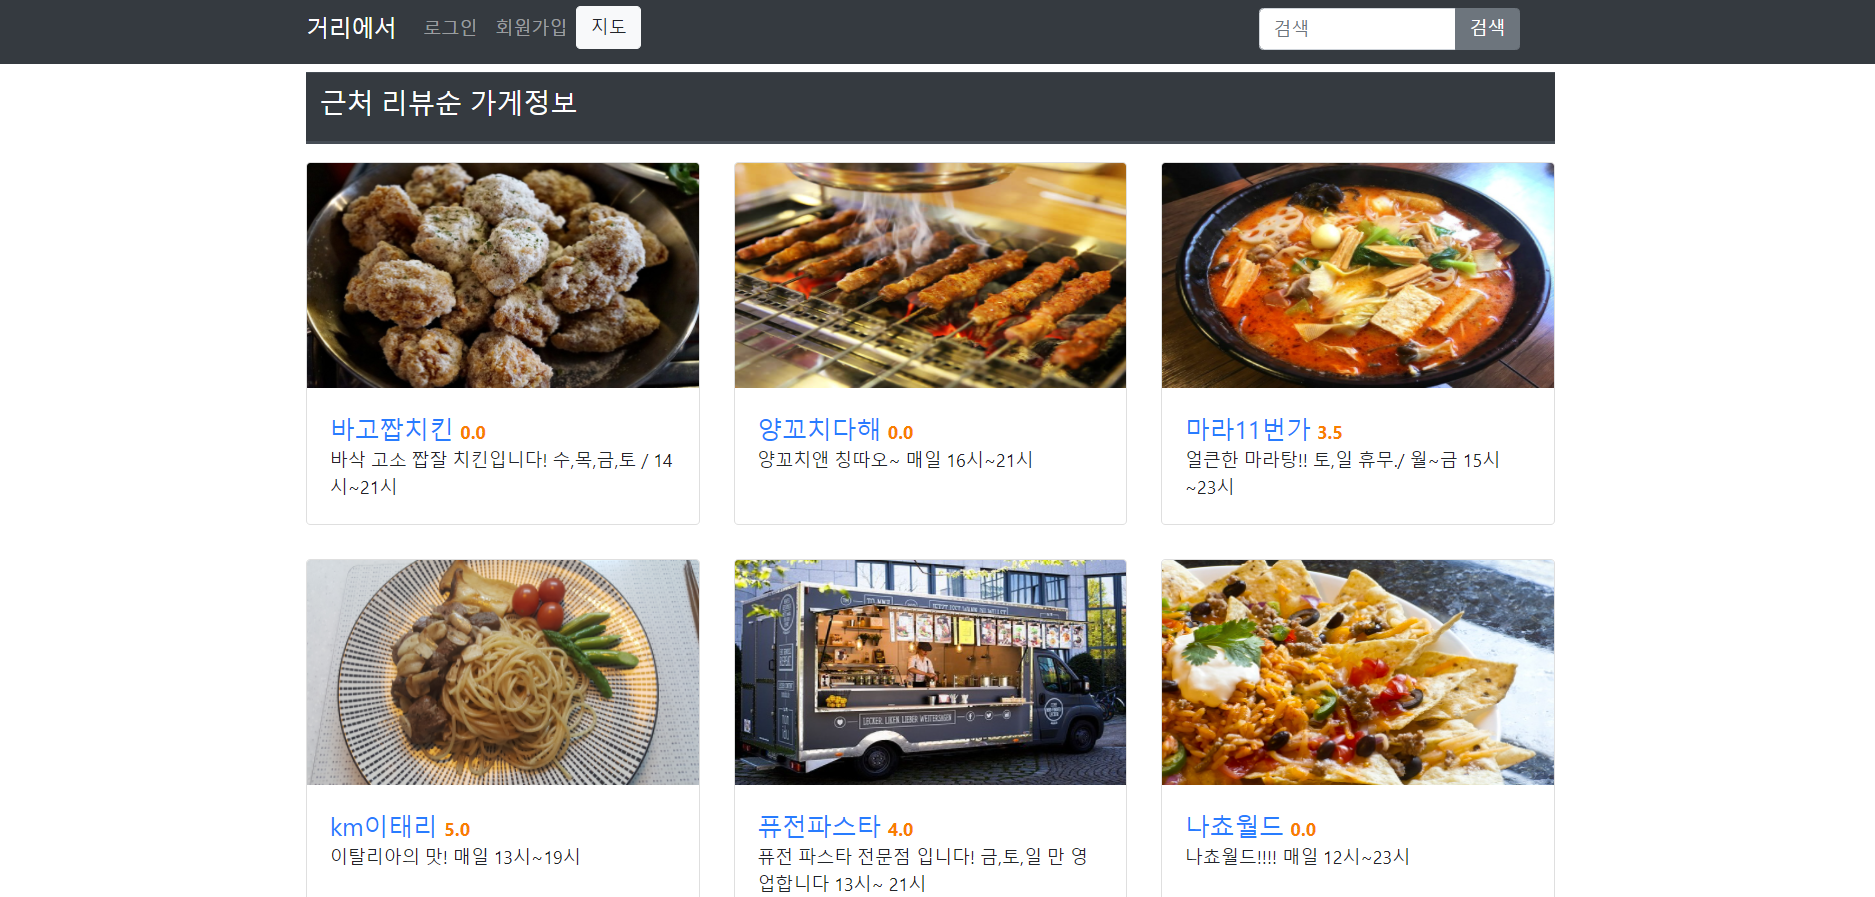 거리에서 로그인 회원가입 지도 검색 검색
근처 리뷰순 가게정보
바고짭치킨 0.0
바삭 고소 짭잘 치킨입니다! 수,목,금,토 / 14
시~21시
양꼬치다해 0.0
양꼬치앤 칭따오~ 매일 16시~21시
마라11번가 3.5
얼큰한 마라탕!! 토,일 휴무./ 월~금 15시
~23시
LECKER. LIKEN. LIEBER WEITERSAGEN
km이태리 5.0
이탈리아의 맛! 매일 13시~19시
퓨전파스타 4.0
퓨전 파스타 전문점 입니다! 금,토,일 만 영
업합니다 13시~ 21시
나쵸월드 0.0
나쵸월드!!!! 매일 12시~23시